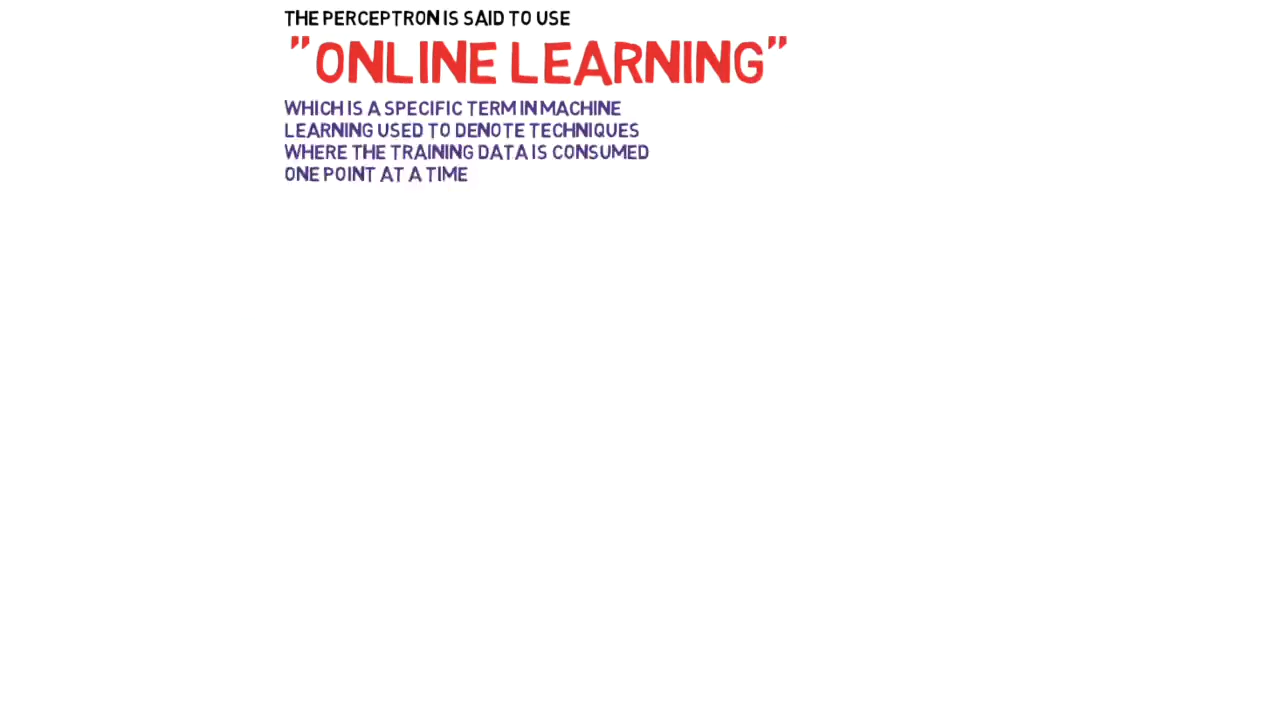 THE PERCEPTRON IS SAID TO USE
"ONLINE LEARNING"
WHICH IS A SPECIFIC TERM IN MACHINE
LEARNING USED TO DENOTE TECHNIQUES
WHERE THE TRAINING DATA IS CONSUMED
ONE POINT AT A TIME